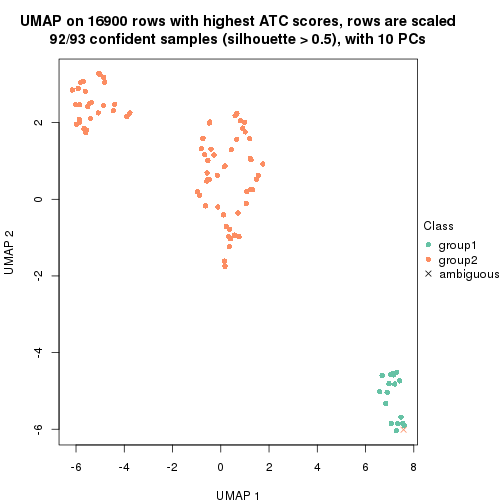 UMAP on 16900 rows with highest ATC scores, rows are scaled
92/93 confident samples (silhouette > 0.5), with 10 PCs
2
0
-2
-4
-6
UMAP 2
-6 -4 -2 0 2 4 6 8
UMAP 1
Class
group1
group2
ambiguous